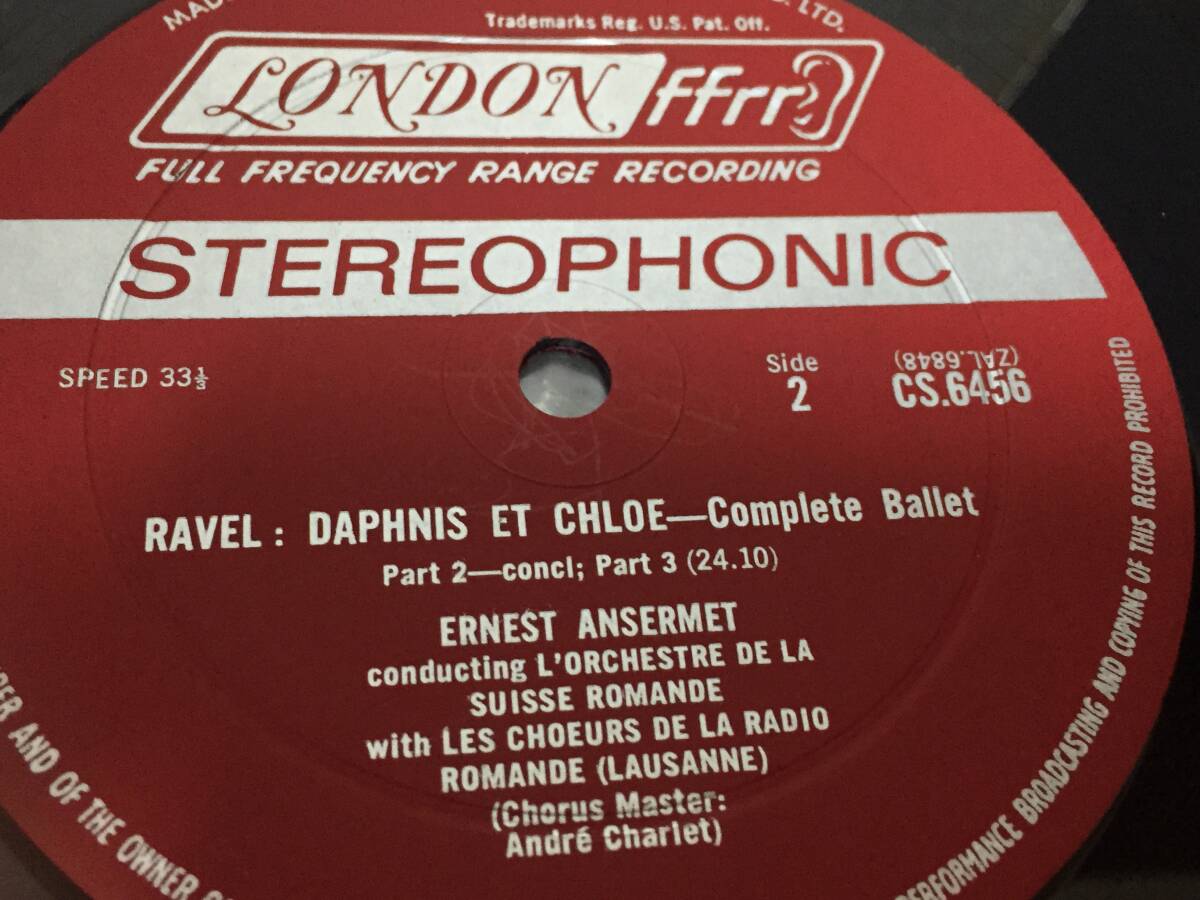 Trademarks Reg. U.S. Pat. Off.
LTD.
LONDON ffrr
FULL FREQUENCY RANGE RECORDING
STEREOPHONIC
SPEED 33⅓
Side
2
(ZAL.6848)
CS.6456
RAVEL : DAPHNIS ET CHLOE—Complete Ballet
Part 2—concl; Part 3 (24.10)
ERNEST ANSERMET
conducting L'ORCHESTRE DE LA
SUISSE ROMANDE
with LES CHOEURS DE LA RADIO
ROMANDE (LAUSANNE)
(Chorus Master:
André Charlet)
AND OF THE OWNER
PERFORMANCE BROADCASTING AND COPYING OF THIS RECORD PROHIBITED